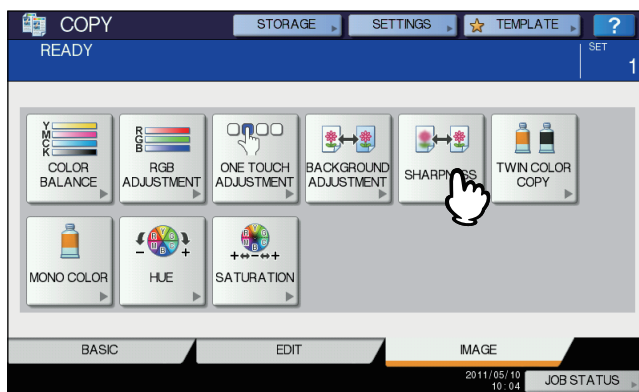 COPY
STORAGE
SETTINGS
TEMPLATE
?
READY
SET
1
Y
M
C
K
COLOR
BALANCE
R
G
B
RGB
ADJUSTMENT
ONE TOUCH
ADJUSTMENT
BACKGROUND
ADJUSTMENT
SHARPNESS
TWIN COLOR
COPY
MONO COLOR
- +
HUE
+↔-↔+
SATURATION
BASIC
EDIT
IMAGE
2011/05/10
10:04
JOB STATUS